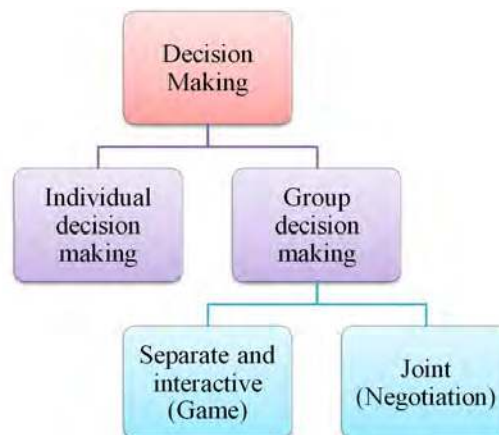 Decision
Making
Individual
decision
making
Group
decision
making
Separate and
interactive
(Game)
Joint
(Negotiation)